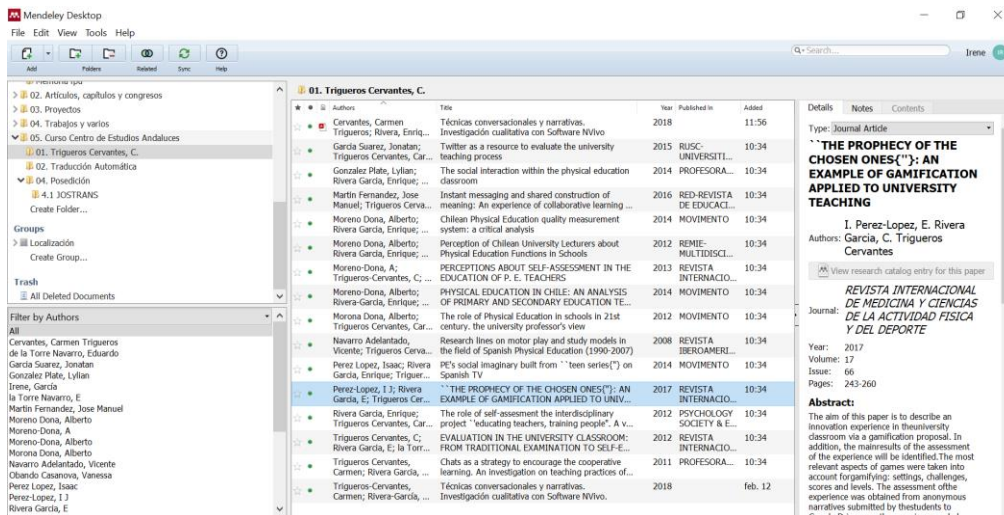 Mendeley Desktop
File Edit View Tools Help
Add Folders Related Sync Help
Search...
Irene
02. Artículos, capítulos y congresos
03. Proyectos
04. Trabajos y varios
05. Curso Centro de Estudios Andaluces
01. Trigueros Cervantes, C.
02. Traducción Automática
04. Posedición
4.1 JOSTRANS
Create Folder...
Groups
Localización
Create Group...
Trash
All Deleted Documents
Filter by Authors
All
Cervantes, Carmen Trigueros
de la Torre Navarro, Eduardo
Garcia Suarez, Jonatan
Gonzalez Plate, Lylian
Irene, García
la Torre Navarro, E
Martin Fernandez, Jose Manuel
Moreno Dona, Alberto
Moreno-Dona, A
Moreno-Dona, Alberto
Morona Dona, Alberto
Navarro Adelantado, Vicente
Obando Casanova, Vanessa
Perez Lopez, Isaac
Perez-Lopez, I J
Rivera Garcia, E
01. Trigueros Cervantes, C.
Authors Title Year Published In Added
Cervantes, Carmen Técnicas conversacionales y narrativas. 2018 11:56
Trigueros; Rivera, Enriq... Investigación cualitativa con Software NVivo
Garcia Suarez, Jonatan; Twitter as a resource to evaluate the university 2015 RUSC- 10:34
Trigueros Cervantes, Car... teaching process UNIVERSITI...
Gonzalez Plate, Lylian; The social interaction within the physical education 2014 PROFESORA... 10:34
Rivera Garcia, Enrique; ... classroom
Martin Fernandez, Jose Instant messaging and shared construction of 2016 RED-REVISTA 10:34
Manuel; Trigueros Cerva... meaning: An experience of collaborative learning ... DE EDUCACI...
Moreno Dona, Alberto; Chilean Physical Education quality measurement 2014 MOVIMENTO 10:34
Rivera Garcia, Enrique; ... system: a critical analysis
Moreno Dona, Alberto; Perception of Chilean University Lecturers about 2012 REMIE- 10:34
Rivera Garcia, Enrique; ... Physical Education Functions in Schools MULTIDISCI...
Moreno-Dona, A; PERCEPTIONS ABOUT SELF-ASSESSMENT IN THE 2013 REVISTA 10:34
Trigueros-Cervantes, C; ... EDUCATION OF P. E. TEACHERS INTERNACIO...
Moreno-Dona, Alberto; PHYSICAL EDUCATION IN CHILE: AN ANALYSIS 2014 MOVIMENTO 10:34
Rivera-Garcia, Enrique; ... OF PRIMARY AND SECONDARY EDUCATION TE...
Morona Dona, Alberto; The role of Physical Education in schools in 21st 2012 MOVIMENTO 10:34
Trigueros Cervantes, Car... century. the university professor's view
Navarro Adelantado, Research lines on motor play and study models in 2008 REVISTA 10:34
Vicente; Trigueros Cerva... the field of Spanish Physical Education (1990-2007) IBEROAMERI...
Perez Lopez, Isaac; Rivera PE's social imaginary built from ``teen series{"} on 2014 MOVIMENTO 10:34
Garcia, Enrique; Triguer... Spanish TV
Perez-Lopez, I J; Rivera ``THE PROPHECY OF THE CHOSEN ONES{"}: AN 2017 REVISTA 10:34
Garcia, E; Trigueros Cer... EXAMPLE OF GAMIFICATION APPLIED TO UNIV... INTERNACIO...
Rivera Garcia, Enrique; The role of self-assesment the interdisciplinary 2012 PSYCHOLOGY 10:34
Trigueros Cervantes, Car... project ``educating teachers, training people". A v... SOCIETY & E...
Trigueros Cervantes, C; EVALUATION IN THE UNIVERSITY CLASSROOM: 2012 REVISTA 10:34
Rivera Garcia, E; la Torr... FROM TRADITIONAL EXAMINATION TO SELF-E... INTERNACIO...
Trigueros Cervantes, Chats as a strategy to encourage the cooperative 2011 PROFESORA... 10:34
Carmen; Rivera Garcia, ... learning. An investigation on teaching practices of...
Trigueros-Cervantes, Técnicas conversacionales y narrativas. 2018 feb. 12
Carmen; Rivera-García, ... Investigación cualitativa con Software NVivo.
Details Notes Contents
Type: Journal Article
``THE PROPHECY OF THE
CHOSEN ONES{"}: AN
EXAMPLE OF GAMIFICATION
APPLIED TO UNIVERSITY
TEACHING
I. Perez-Lopez, E. Rivera
Authors: Garcia, C. Trigueros
Cervantes
View research catalog entry for this paper
REVISTA INTERNACIONAL
DE MEDICINA Y CIENCIAS
Journal: DE LA ACTIVIDAD FISICA
Y DEL DEPORTE
Year: 2017
Volume: 17
Issue: 66
Pages: 243-260
Abstract:
The aim of this paper is to describe an
innovation experience in theuniversity
classroom via a gamification proposal. In
addition, the mainresults of the assessment
of the experience will be identified.The most
relevant aspects of games were taken into
account forgamifying: settings, challenges,
scores and levels. The assessment ofthe
experience was obtained from anonymous
narratives submitted by thestudents to